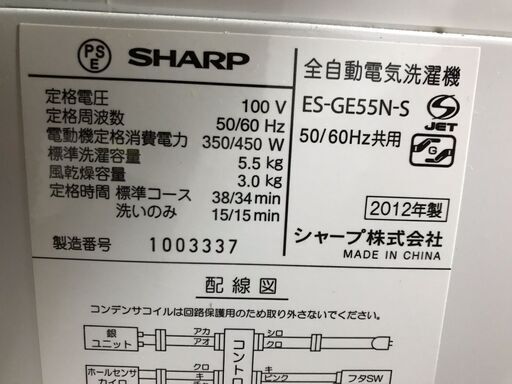 PSE SHARP
全自動電気洗濯機
ES-GE55N-S
S JET
50/60Hz共用
定格電圧 100 V
定格周波数 50/60 Hz
電動機定格消費電力 350/450 W
標準洗濯容量 5.5 kg
風乾燥容量 3.0 kg
定格時間 標準コース 38/34 min
洗いのみ 15/15 min
2012年製
製造番号 1003337
シャープ株式会社
MADE IN CHINA
配線図
コンデンサコイルは回路保護用のため取り外さないでください。
銀
ユニット
アカ
アオ
シロ
クロ
コントロ
ホールセンサ
クロ
キ
キ
ピンク
フタSW